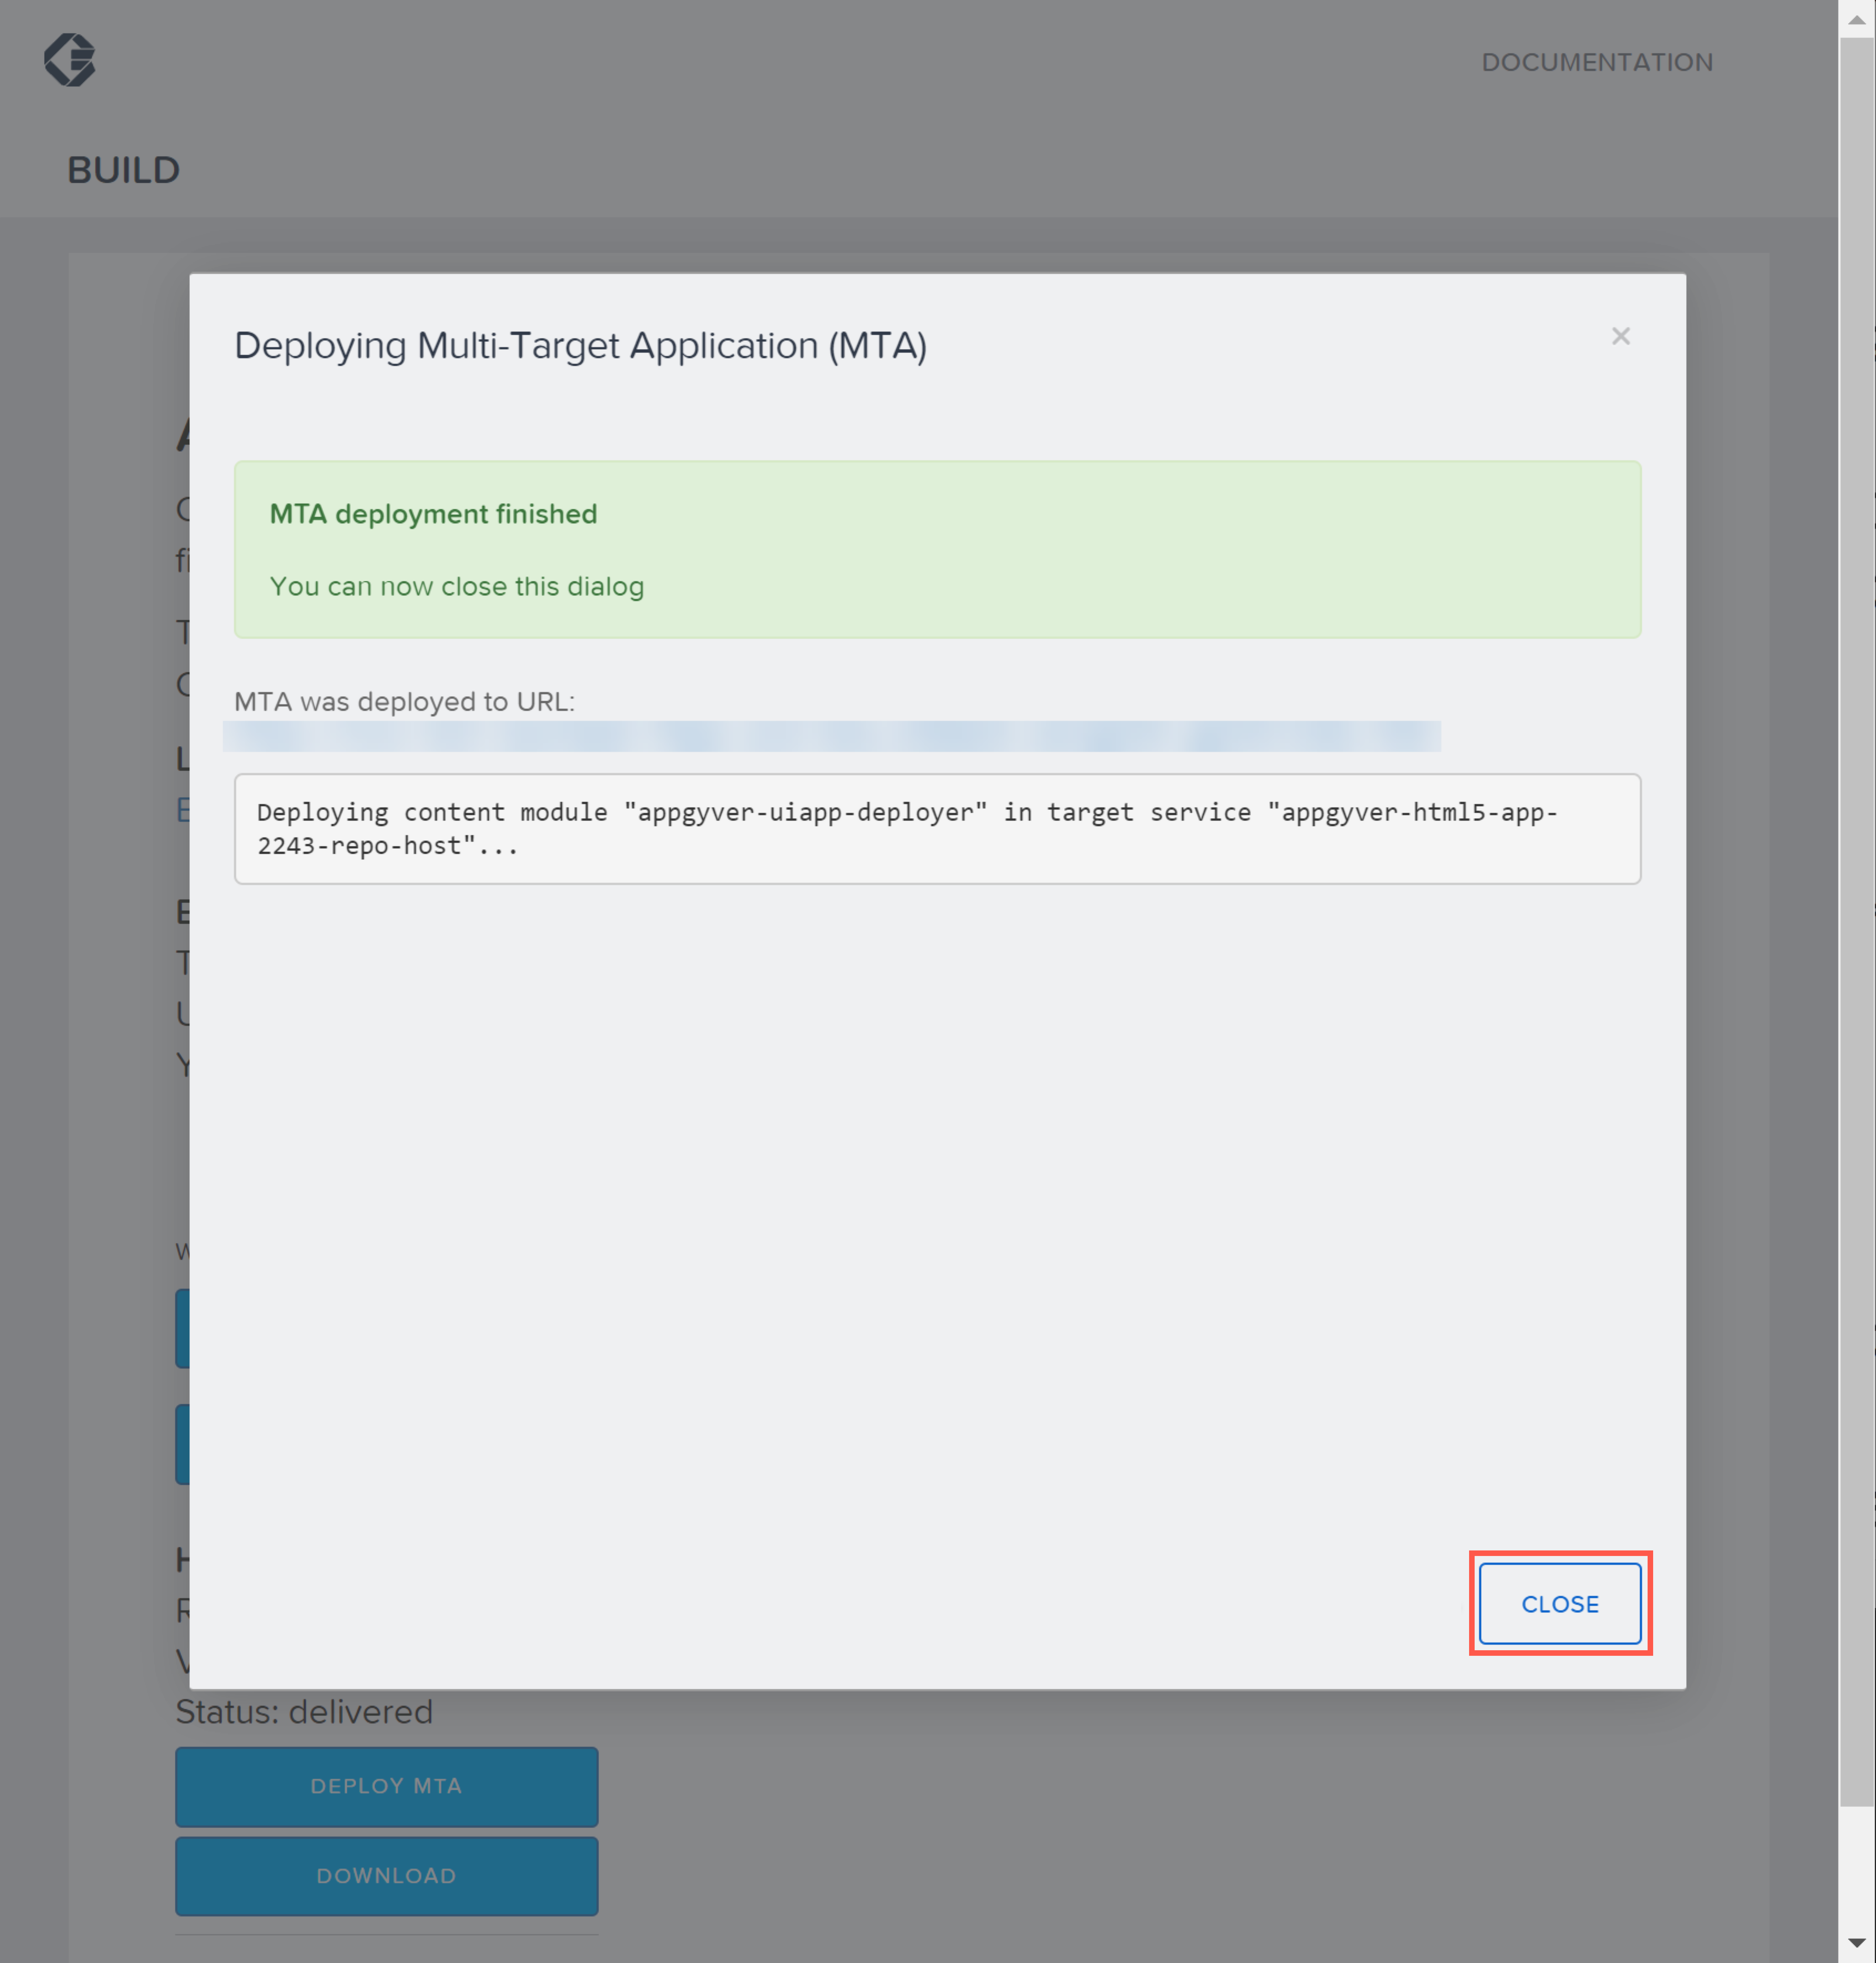 DOCUMENTATION
BUILD
Deploying Multi-Target Application (MTA)
×
MTA deployment finished
You can now close this dialog
MTA was deployed to URL:
Deploying content module "appgyver-uiapp-deployer" in target service "appgyver-html5-app-
2243-repo-host"...
CLOSE
Status: delivered
DEPLOY MTA
DOWNLOAD